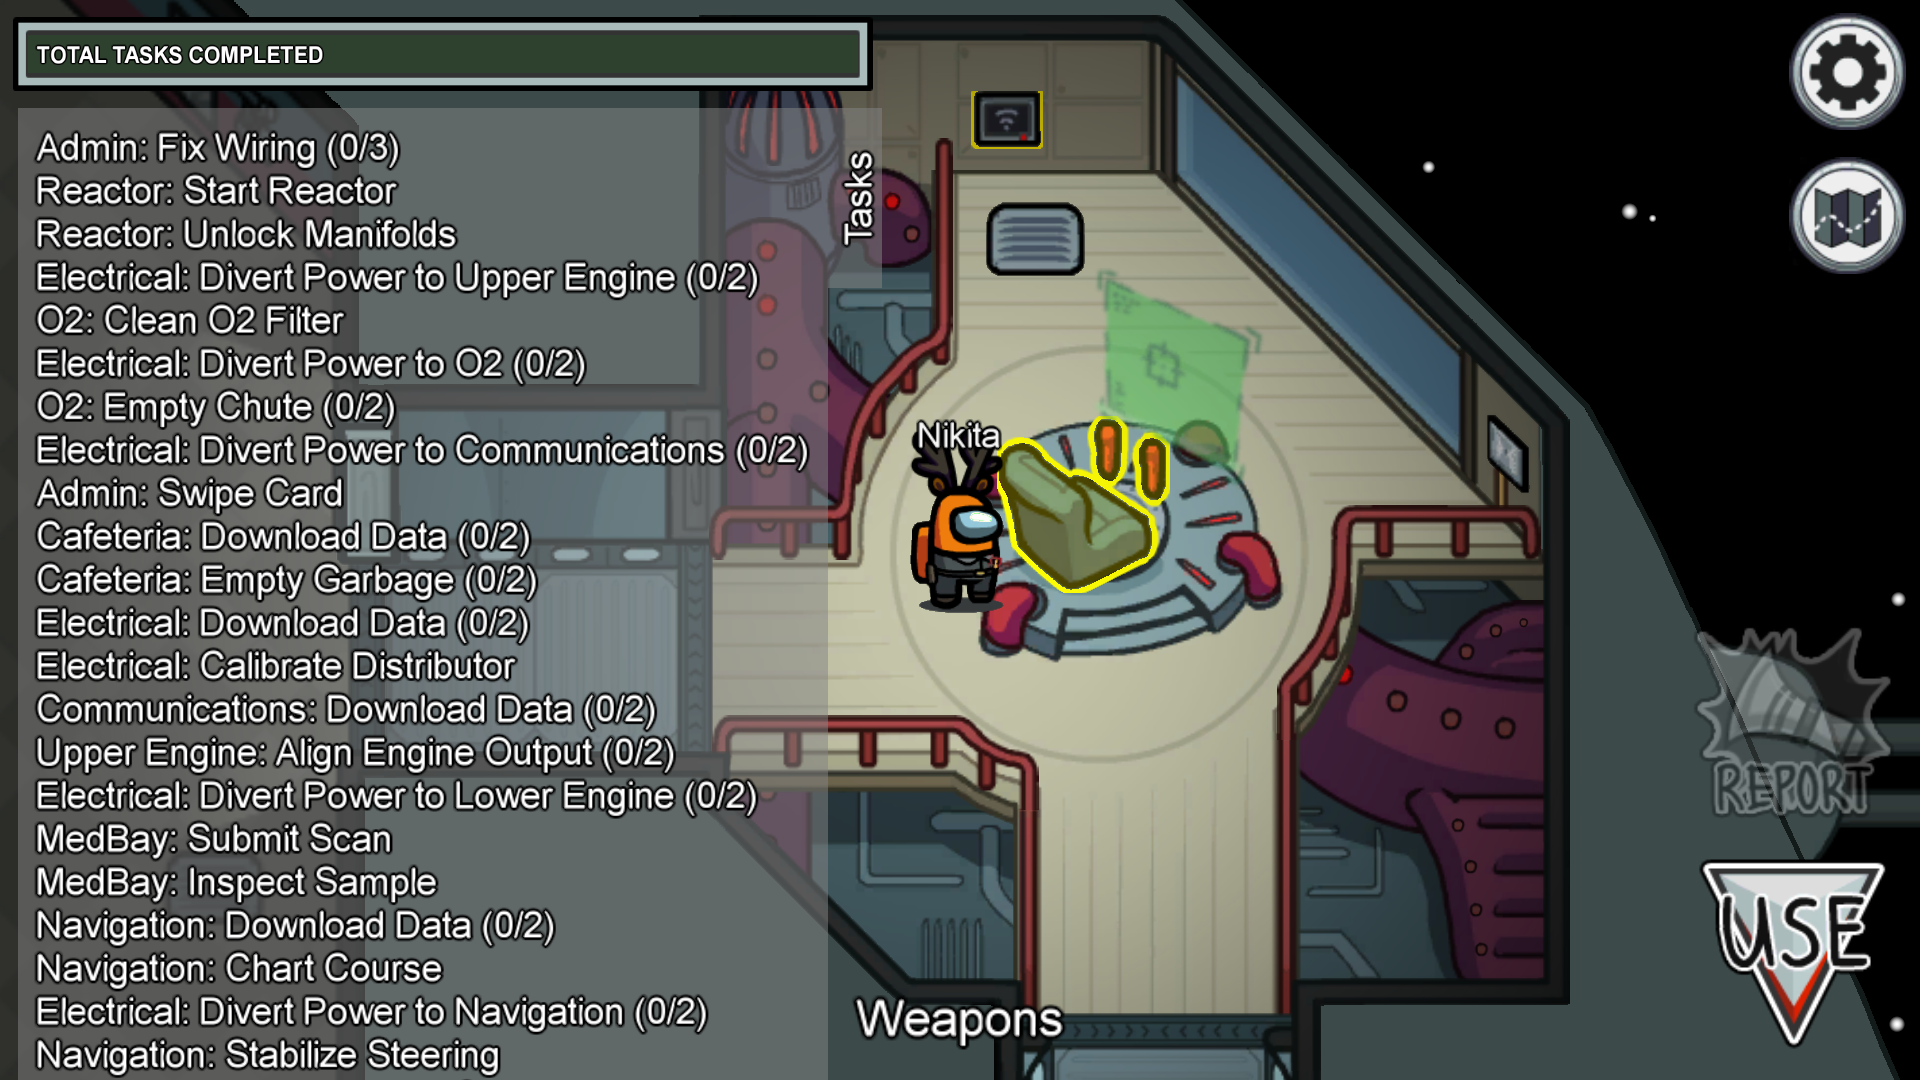 TOTAL TASKS COMPLETED
Admin: Fix Wiring (0/3)
Reactor: Start Reactor
Reactor: Unlock Manifolds
Electrical: Divert Power to Upper Engine (0/2)
O2: Clean O2 Filter
Electrical: Divert Power to O2 (0/2)
O2: Empty Chute (0/2)
Electrical: Divert Power to Communications (0/2)
Admin: Swipe Card
Cafeteria: Download Data (0/2)
Cafeteria: Empty Garbage (0/2)
Electrical: Download Data (0/2)
Electrical: Calibrate Distributor
Communications: Download Data (0/2)
Upper Engine: Align Engine Output (0/2)
Electrical: Divert Power to Lower Engine (0/2)
MedBay: Submit Scan
MedBay: Inspect Sample
Navigation: Download Data (0/2)
Navigation: Chart Course
Electrical: Divert Power to Navigation (0/2)
Navigation: Stabilize Steering
Tasks
Nikita
Weapons
REPORT
USE